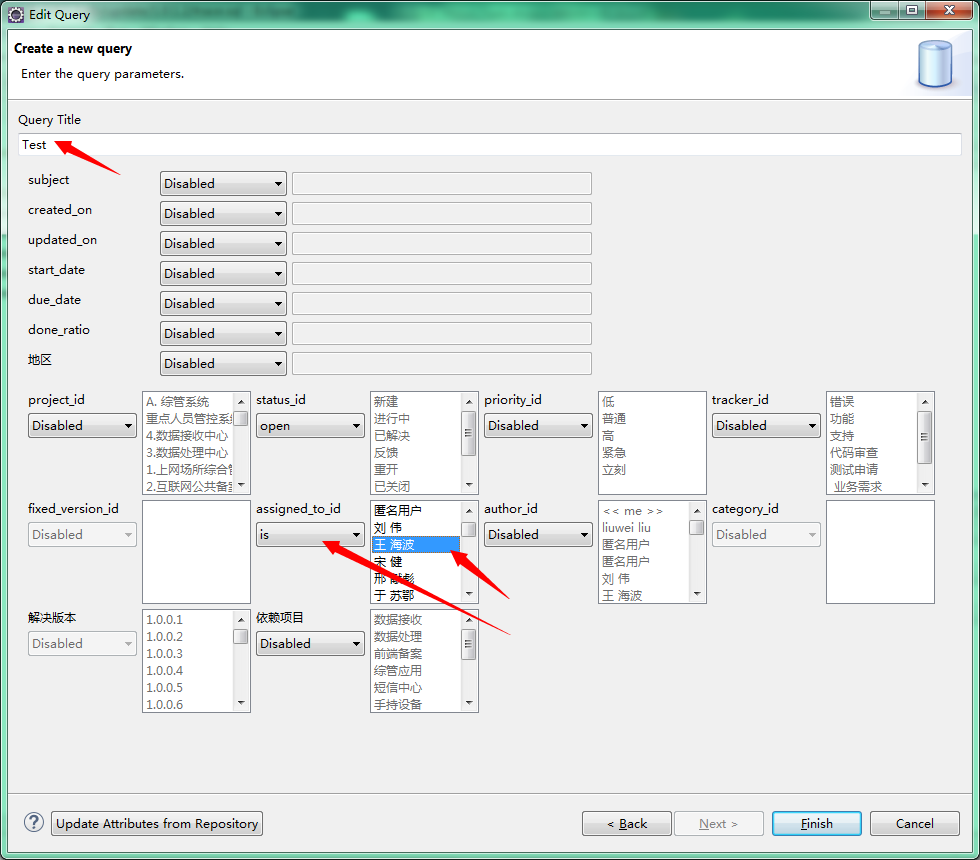 Edit Query
Create a new query
Enter the query parameters.
Query Title
Test
subject Disabled
created_on Disabled
updated_on Disabled
start_date Disabled
due_date Disabled
done_ratio Disabled
地区 Disabled
project_id
Disabled
A. 综管系统
重点人员管控系统
4.数据接收中心
3.数据处理中心
1.上网场所综合管
2.互联网公共备案
status_id
open
新建
进行中
已解决
反馈
重开
已关闭
priority_id
Disabled
低
普通
高
紧急
立刻
tracker_id
Disabled
错误
功能
支持
代码审查
测试申请
业务需求
fixed_version_id
Disabled
assigned_to_id
is
匿名用户
刘 伟
王 海波
宋 健
邢
于 苏鄂
author_id
Disabled
<< me >>
liuwei liu
匿名用户
匿名用户
刘 伟
王 海波
category_id
Disabled
解决版本
Disabled
1.0.0.1
1.0.0.2
1.0.0.3
1.0.0.4
1.0.0.5
1.0.0.6
依赖项目
Disabled
数据接收
数据处理
前端备案
综管应用
短信中心
手持设备
?
Update Attributes from Repository
< Back
Next >
Finish
Cancel